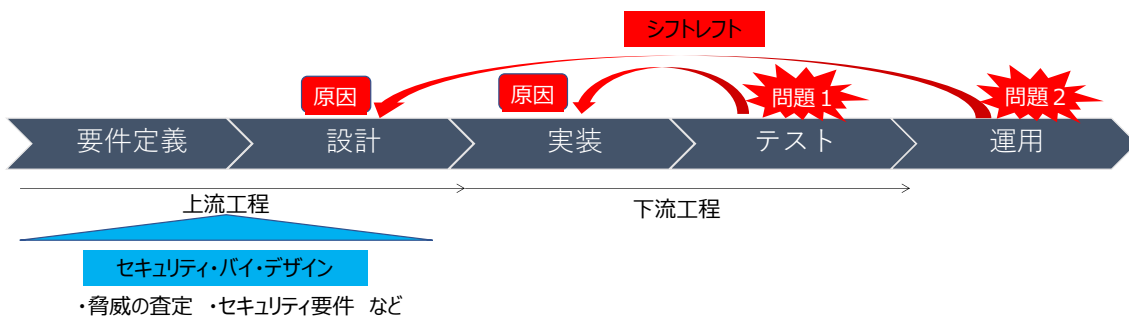 シフトレフト
原因
原因
問題１
問題２
要件定義
設計
実装
テスト
運用
上流工程
下流工程
セキュリティ・バイ・デザイン
・脅威の査定 ・セキュリティ要件 など